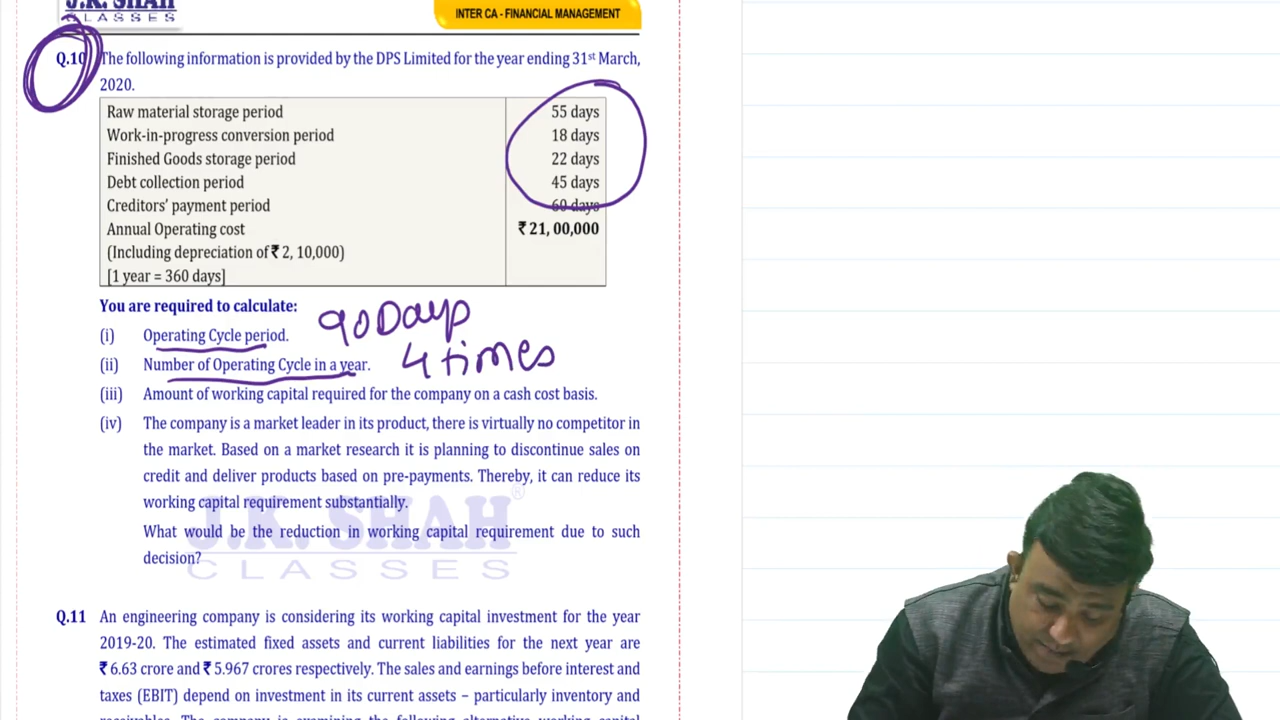 J.K. SHAH
CLASSES
INTER CA - FINANCIAL MANAGEMENT
Q.10 The following information is provided by the DPS Limited for the year ending 31st March,
2020.
Raw material storage period 55 days
Work-in-progress conversion period 18 days
Finished Goods storage period 22 days
Debt collection period 45 days
Creditors' payment period 60 days
Annual Operating cost ₹ 21, 00,000
(Including depreciation of ₹ 2, 10,000)
[1 year = 360 days]
You are required to calculate:
(i) Operating Cycle period. 90 Days
(ii) Number of Operating Cycle in a year. 4 times
(iii) Amount of working capital required for the company on a cash cost basis.
(iv) The company is a market leader in its product, there is virtually no competitor in
the market. Based on a market research it is planning to discontinue sales on
credit and deliver products based on pre-payments. Thereby, it can reduce its
working capital requirement substantially.
What would be the reduction in working capital requirement due to such
decision?
J.K. SHAH®
CLASSES
Q.11 An engineering company is considering its working capital investment for the year
2019-20. The estimated fixed assets and current liabilities for the next year are
₹ 6.63 crore and ₹ 5.967 crores respectively. The sales and earnings before interest and
taxes (EBIT) depend on investment in its current assets – particularly inventory and
receivables. The company is examining the following alternative working capital